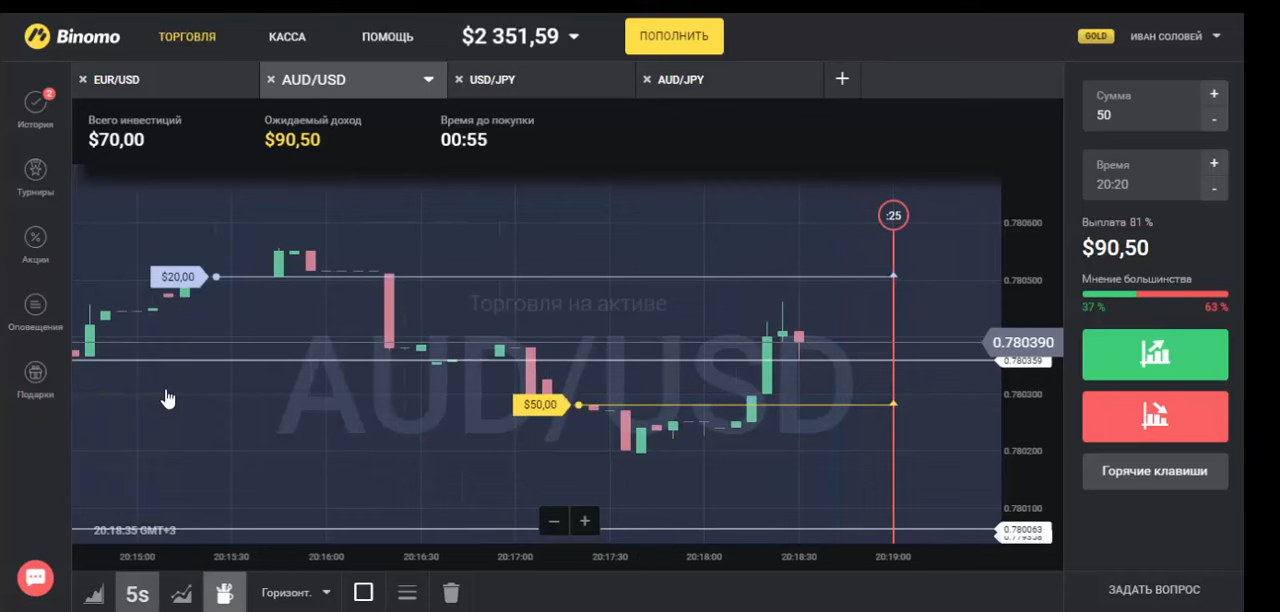 Binomo
ТОРГОВЛЯ
КАССА
ПОМОЩЬ
$2 351,59
ПОПОЛНИТЬ
GOLD
ИВАН СОЛОВЕЙ
× EUR/USD
× AUD/USD
× USD/JPY
× AUD/JPY
+
2
История
Турниры
Акции
Оповещения
Подарки
Всего инвестиций
$70,00
Ожидаемый доход
$90,50
Время до покупки
00:55
:25
$20,00
Торговля на активе
AUD/USD
$50,00
0.780600
0.780500
0.780390
0.780359
0.780300
0.780200
0.780100
0.780063
20:18:35 GMT+3
− +
20:15:00 20:15:30 20:16:00 20:16:30 20:17:00 20:17:30 20:18:00 20:18:30 20:19:00
5s
Горизонт.
Сумма
50
+
-
Время
20:20
+
-
Выплата 81 %
$90,50
Мнение большинства
37 % 63 %
Горячие клавиши
ЗАДАТЬ ВОПРОС